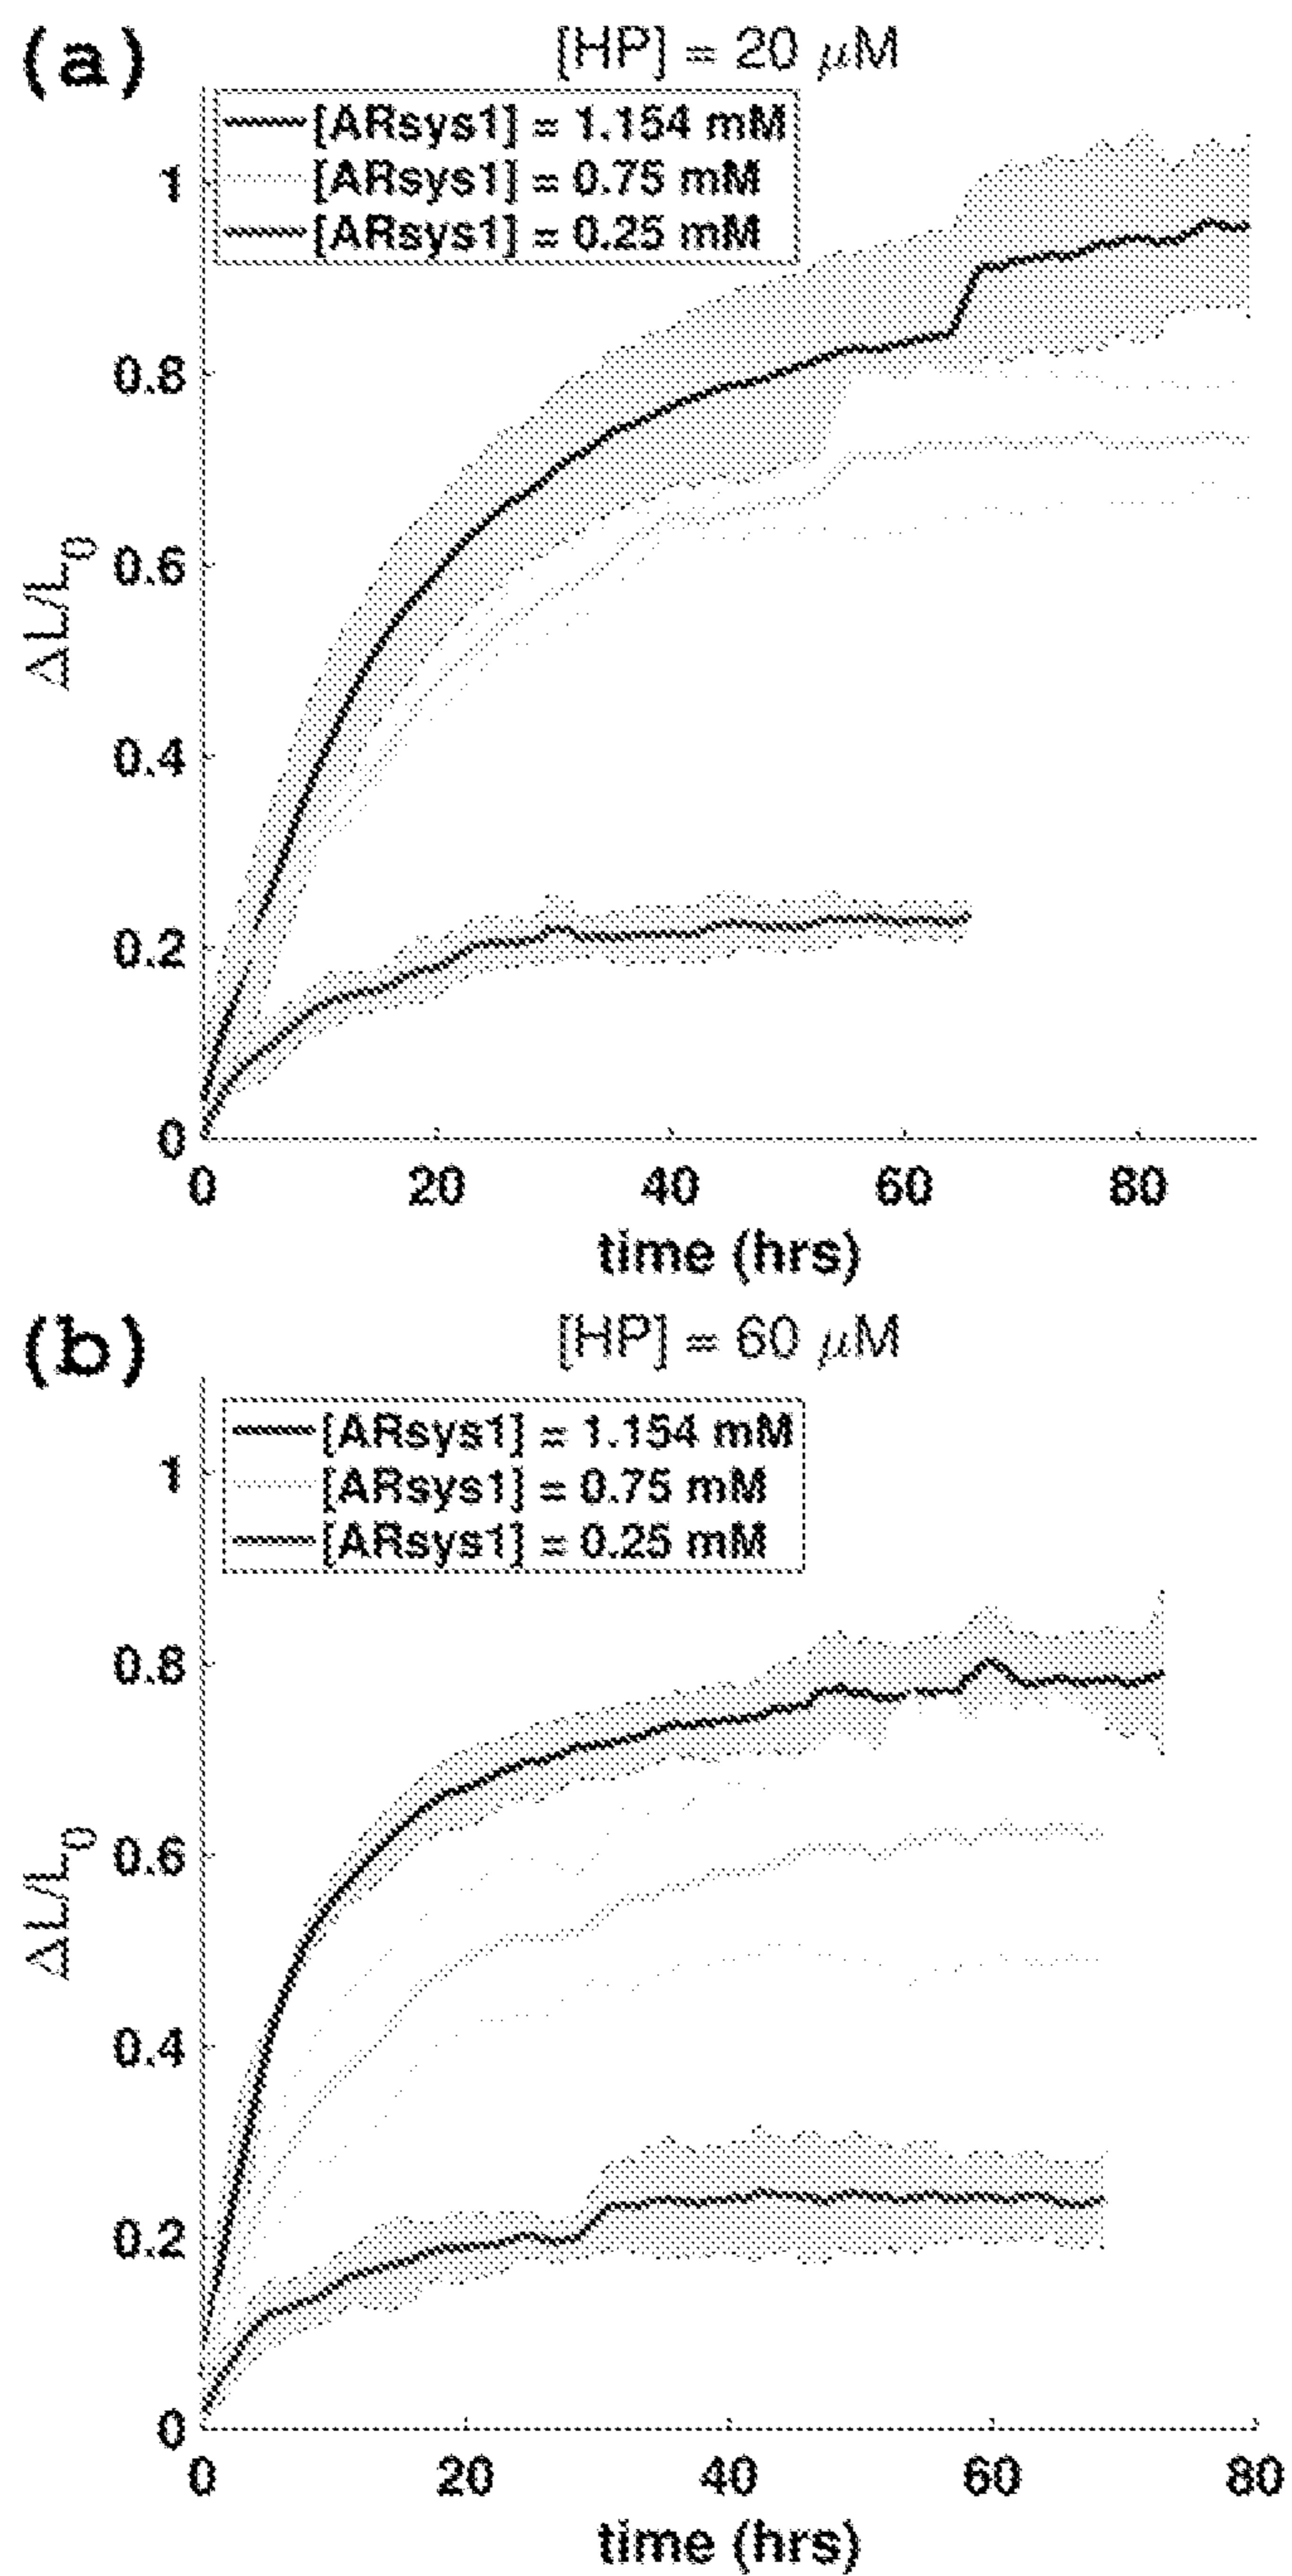 (a)
[HP] = 20 μM
[ARsys1] = 1.154 mM
[ARsys1] = 0.75 mM
[ARsys1] = 0.25 mM
1
0.8
0.6
0.4
0.2
0
ΔL/L0
0 20 40 60 80
time (hrs)
(b)
[HP] = 60 μM
[ARsys1] = 1.154 mM
[ARsys1] = 0.75 mM
[ARsys1] = 0.25 mM
1
0.8
0.6
0.4
0.2
0
ΔL/L0
0 20 40 60 80
time (hrs)